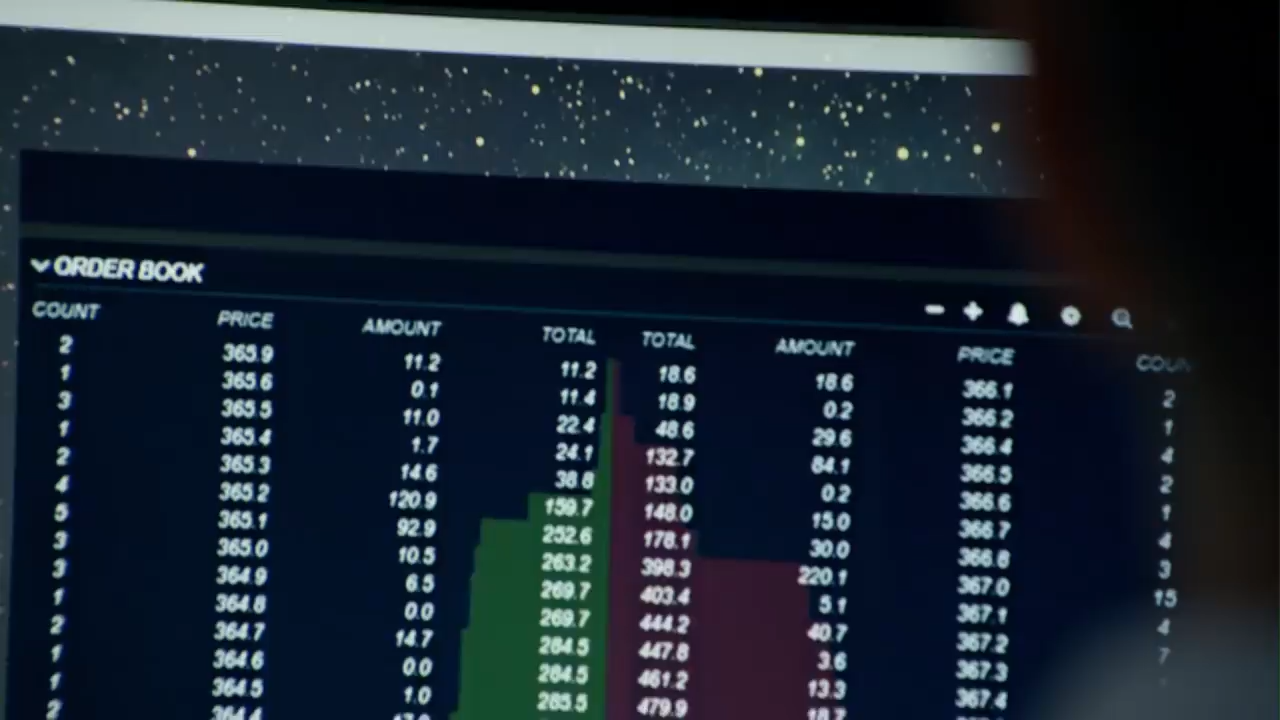 ORDER BOOK
COUNT PRICE AMOUNT TOTAL TOTAL AMOUNT PRICE
2 365.9 11.2 11.2 18.6 18.6 366.1 2
1 365.6 0.1 11.4 18.9 0.2 366.2 1
3 365.5 11.0 22.4 48.6 29.6 366.4 4
1 365.4 1.7 24.1 132.7 84.1 366.5 2
2 365.3 14.6 38.8 133.0 0.2 366.6 1
4 365.2 120.9 159.7 148.0 15.0 366.7 4
5 365.1 92.9 252.6 178.1 30.0 366.8 3
3 365.0 10.5 263.2 398.3 220.1 367.0 15
3 364.9 6.5 269.7 403.4 5.1 367.1 4
1 364.8 0.0 269.7 444.2 40.7 367.2 7
2 364.7 14.7 284.5 447.8 3.6 367.3
1 364.6 0.0 284.5 461.2 13.3 367.4
1 364.5 1.0 285.5 479.9 18.7
2 364.4